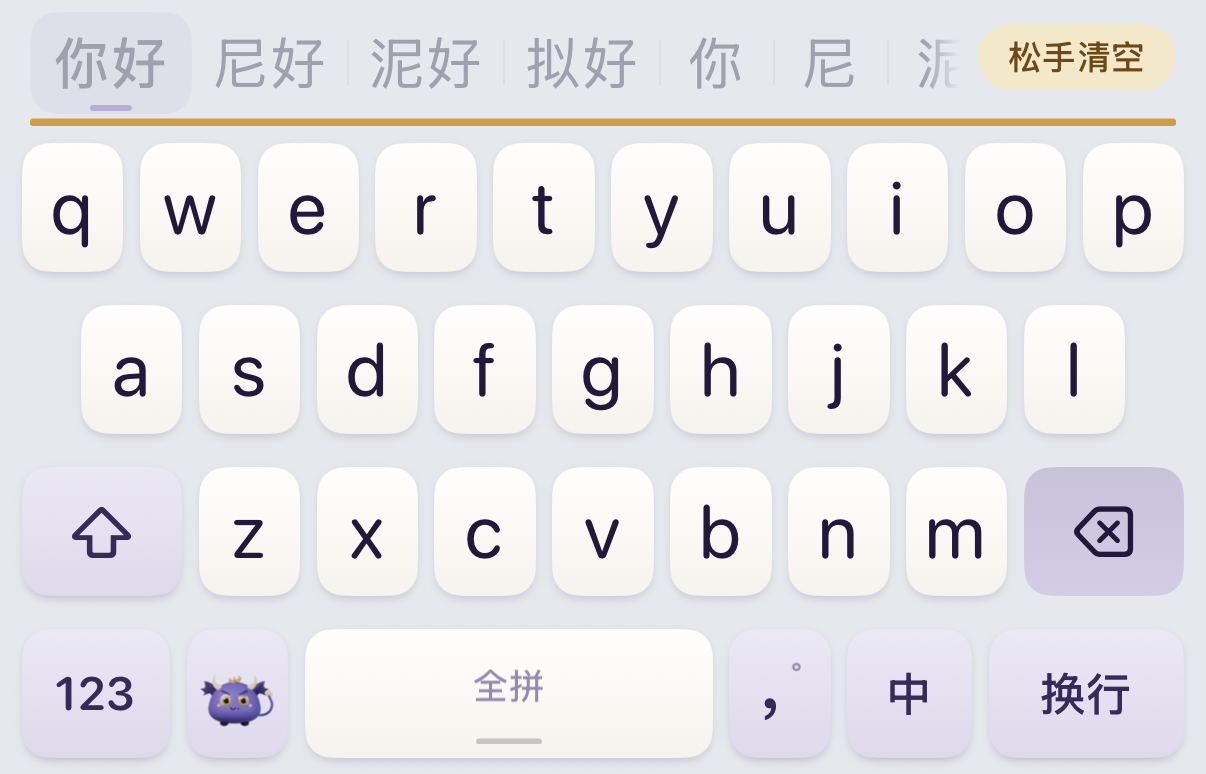 你好 尼好 泥好 拟好 你 尼 泥 松手清空
q w e r t y u i o p
a s d f g h j k l
z x c v b n m
123 全拼 ，。 中 换行